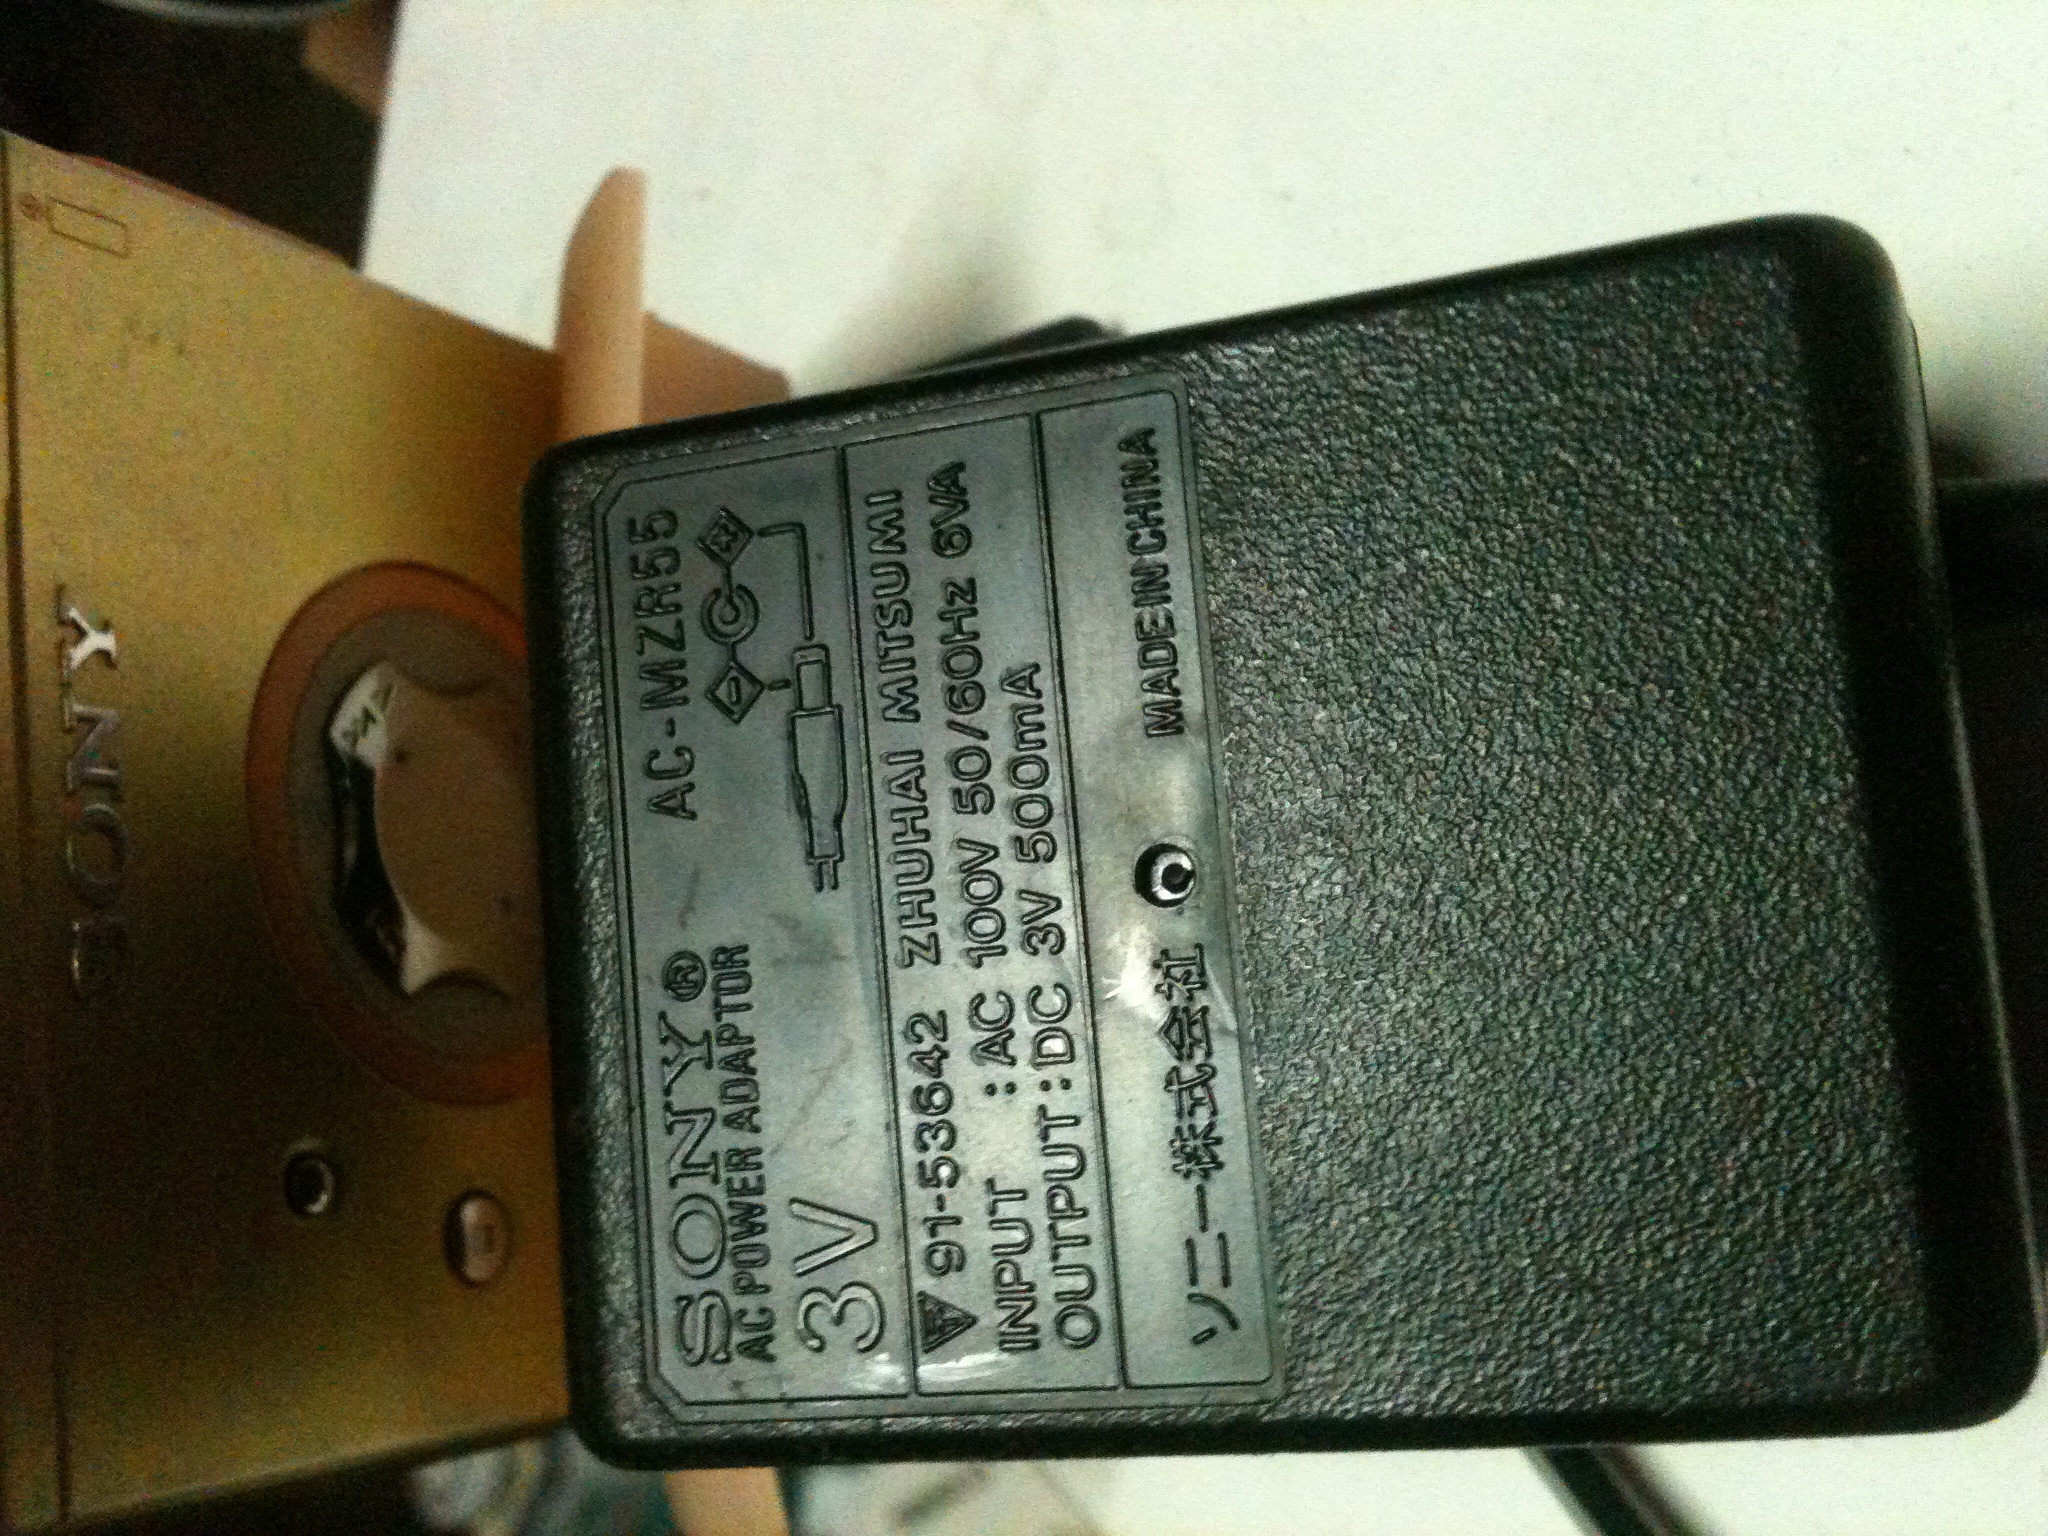 SONY
SONY® AC-MZR55
AC POWER ADAPTOR
3V
91-53642 ZHUHAI MITSUMI
INPUT : AC 100V 50/60Hz 6VA
OUTPUT : DC 3V 500mA
ソニー株式会社 MADE IN CHINA